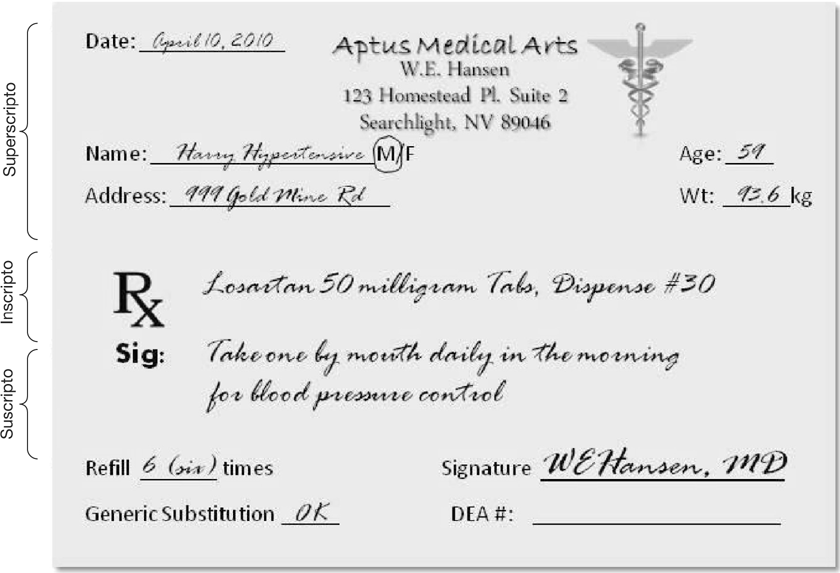 Superscripto
Inscripto
Suscripto
Date: April 10, 2010
Aptus Medical Arts
W.E. Hansen
123 Homestead Pl. Suite 2
Searchlight, NV 89046
Name: Harry Hypertensive M/F Age: 59
Address: 999 Gold Mine Rd Wt: 93.6 kg
Rx Losartan 50 milligram Tabs, Dispense #30
Sig: Take one by mouth daily in the morning
for blood pressure control
Refill 6 (six) times Signature WEHansen, MD
Generic Substitution OK DEA #: